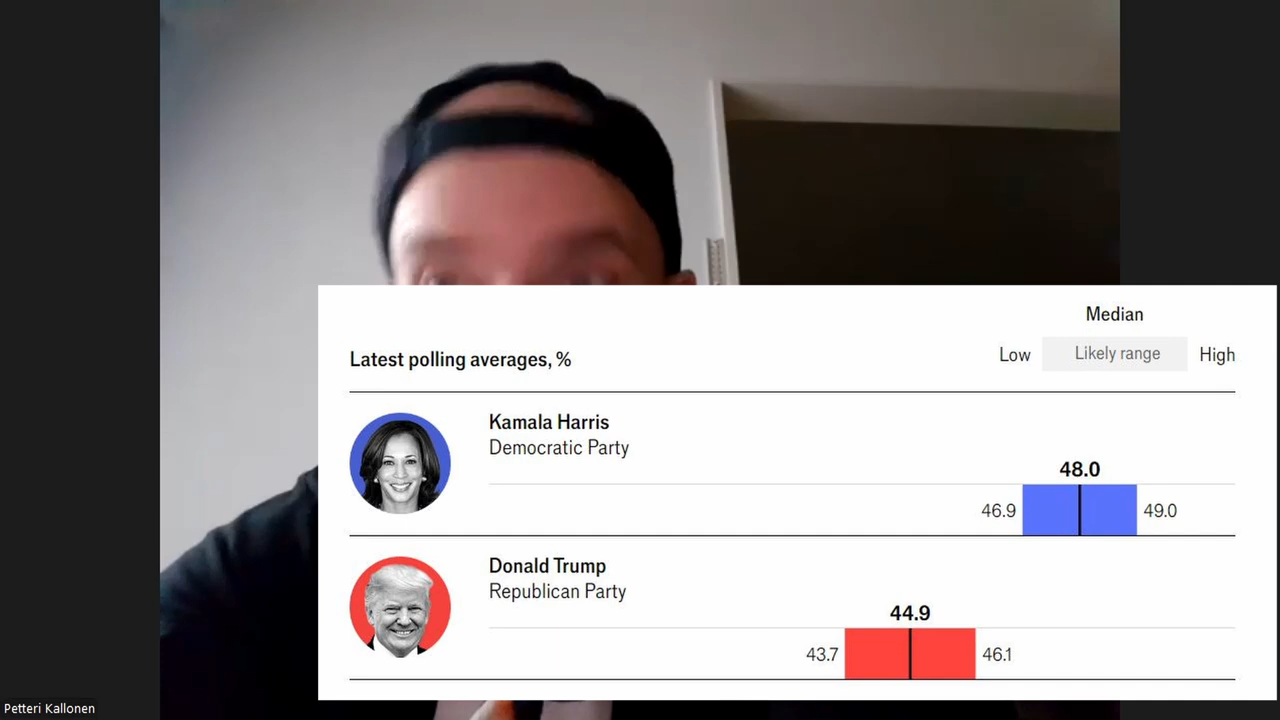 Median
Latest polling averages, %
Low Likely range High
Kamala Harris
Democratic Party
48.0
46.9 49.0
Donald Trump
Republican Party
44.9
43.7 46.1
Petteri Kallonen